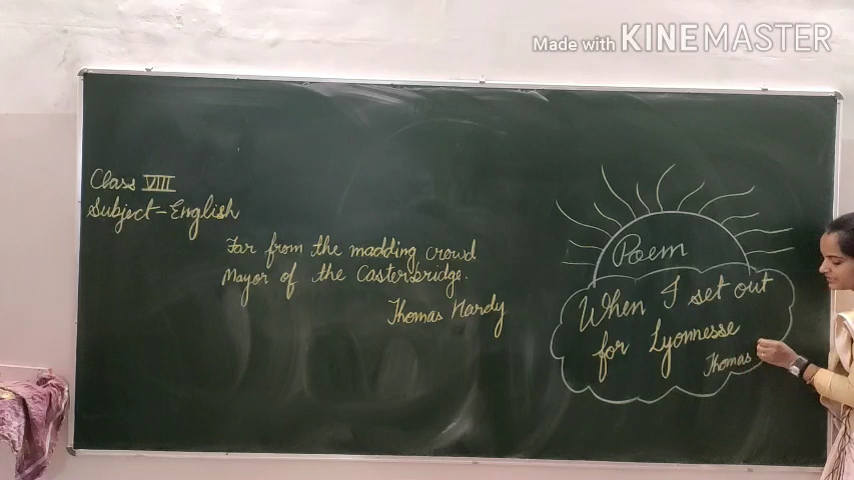 Made with KINEMASTER
Class VIII
Subject-English
Far from the madding crowd
Mayor of the Casterbridge.
Thomas Hardy
Poem
When I set out
for Lyonnesse
Thomas